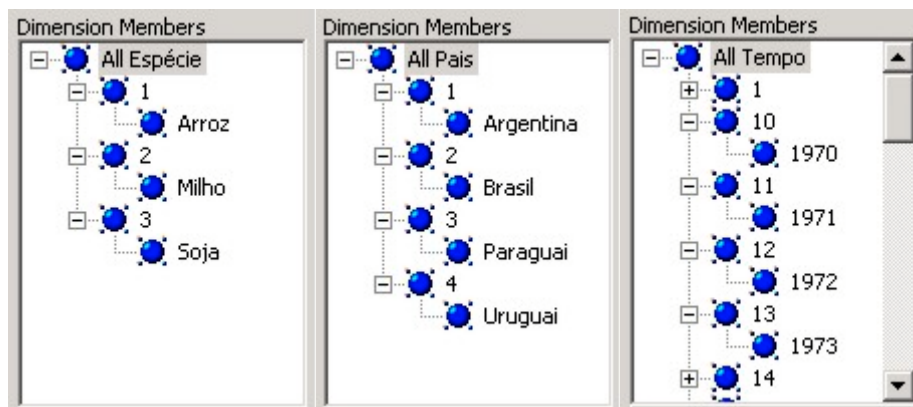 Dimension Members
All Espécie
1
Arroz
2
Milho
3
Soja
Dimension Members
All Pais
1
Argentina
2
Brasil
3
Paraguai
4
Uruguai
Dimension Members
All Tempo
1
10
1970
11
1971
12
1972
13
1973
14